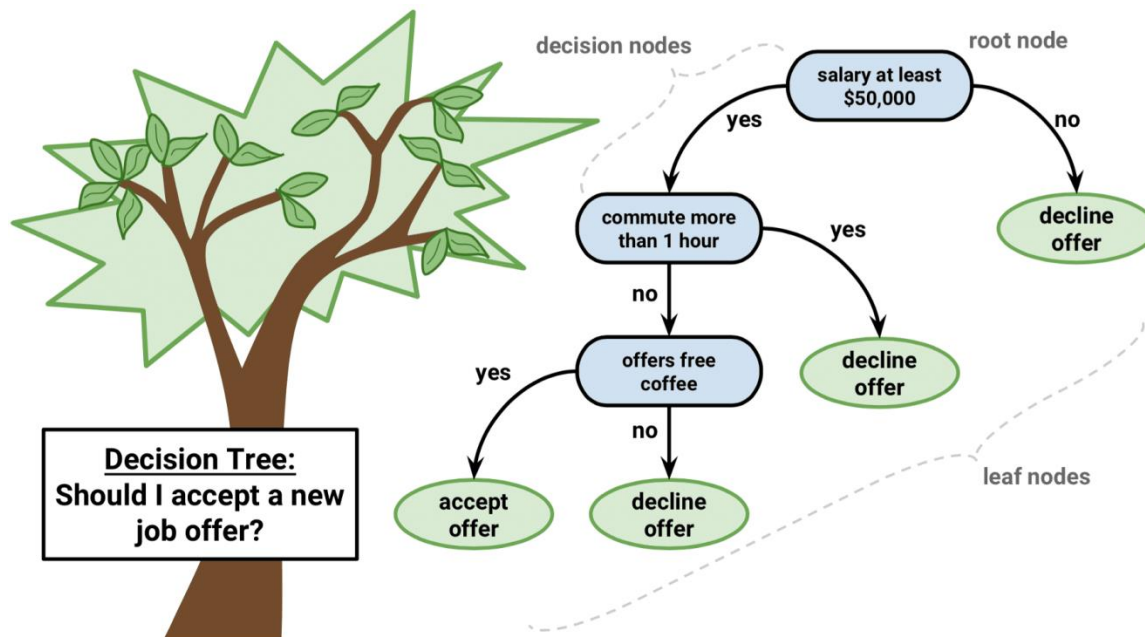 decision nodes
root node
salary at least
$50,000
yes
no
commute more
than 1 hour
yes
decline
offer
no
offers free
coffee
decline
offer
yes
no
accept
offer
decline
offer
leaf nodes
Decision Tree:
Should I accept a new
job offer?